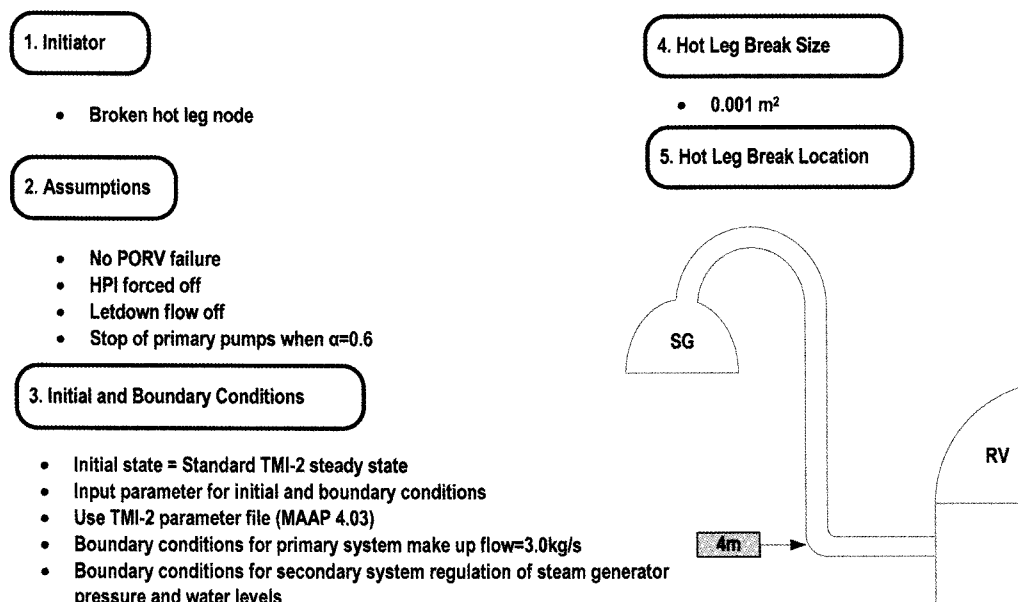 1. Initiator
• Broken hot leg node
2. Assumptions
• No PORV failure
• HPI forced off
• Letdown flow off
• Stop of primary pumps when α=0.6
3. Initial and Boundary Conditions
• Initial state = Standard TMI-2 steady state
• Input parameter for initial and boundary conditions
• Use TMI-2 parameter file (MAAP 4.03)
• Boundary conditions for primary system make up flow=3.0kg/s
• Boundary conditions for secondary system regulation of steam generator
pressure and water levels
4. Hot Leg Break Size
• 0.001 m²
5. Hot Leg Break Location
SG
RV
4m